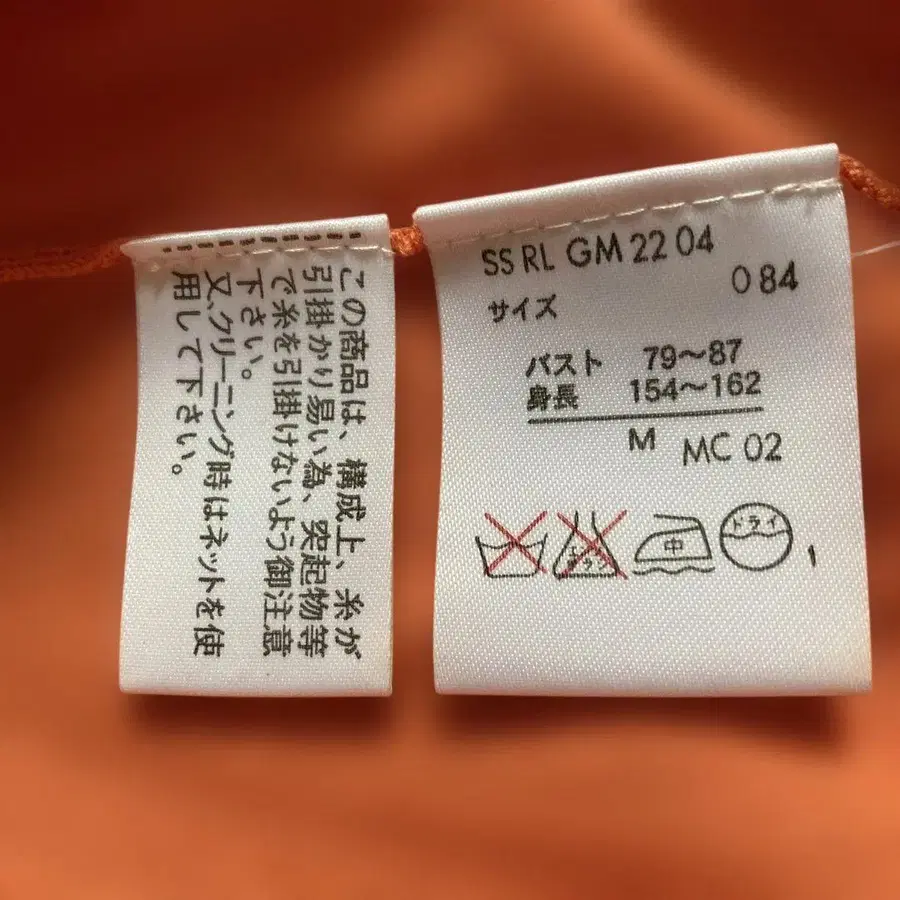 この商品は、構成上、糸が
引掛かり易い為、突起物等
で糸を引掛けないよう御注意
下さい。
又、クリーニング時はネットを使
用して下さい。
SS RL GM 22 04
084
サイズ
バスト 79〜87
身長 154〜162
M MC 02
中
ドライ